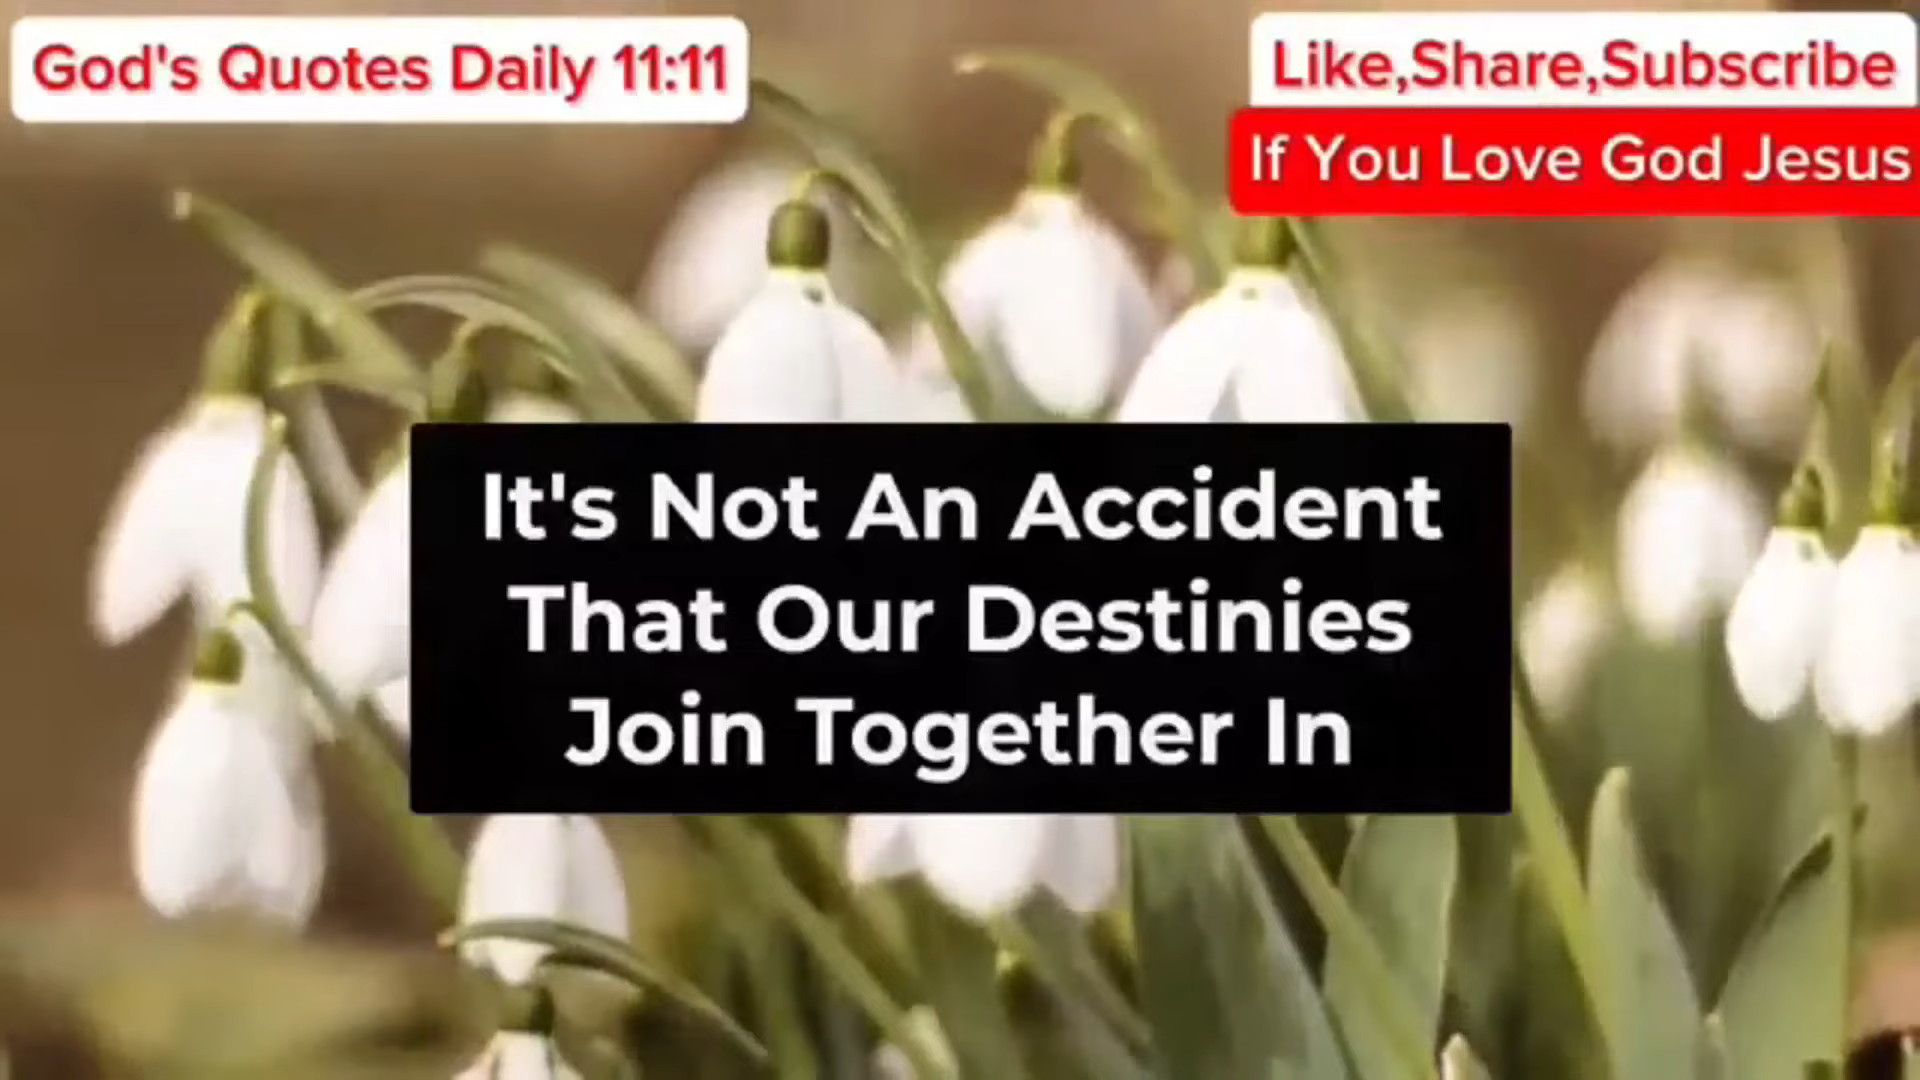 God's Quotes Daily 11:11
Like,Share,Subscribe
If You Love God Jesus
It's Not An Accident
That Our Destinies
Join Together In